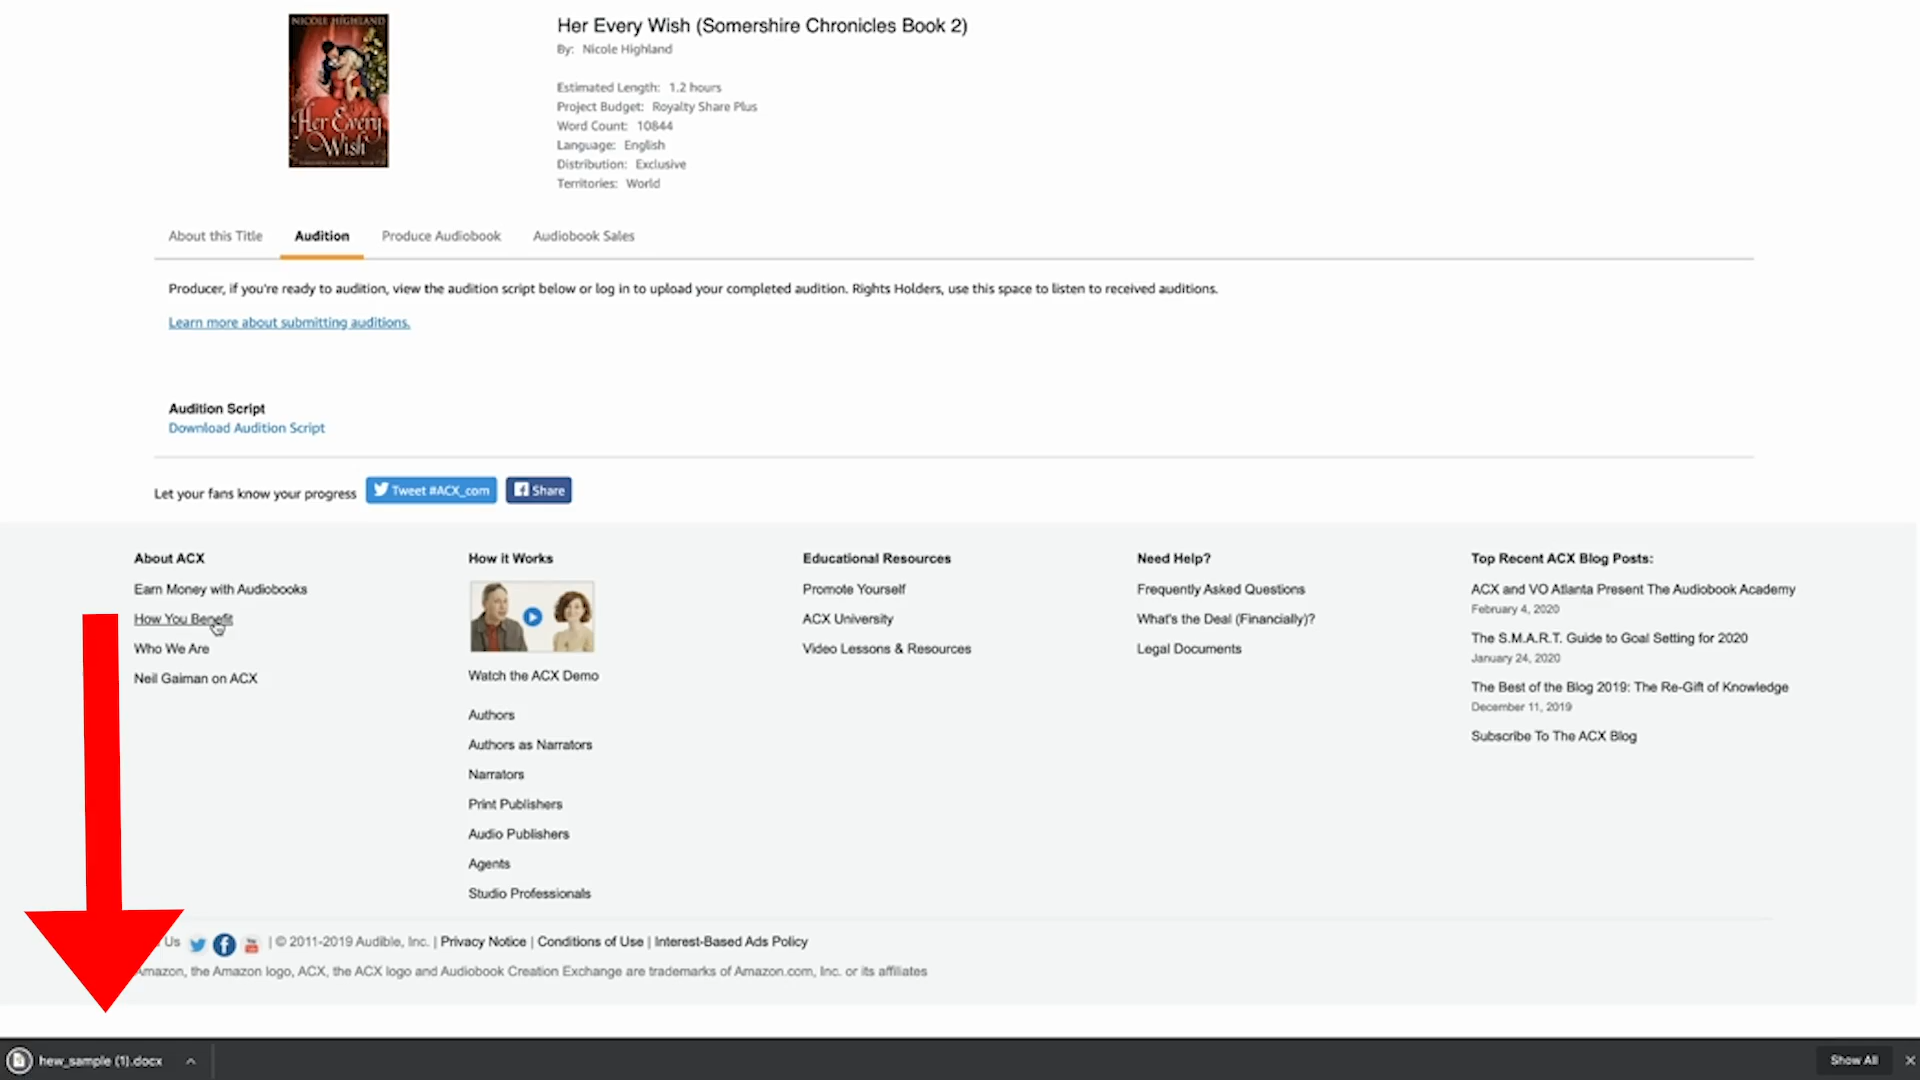 NICOLE HIGHLAND
Her Every
Wish
Her Every Wish (Somershire Chronicles Book 2)
By: Nicole Highland
Estimated Length: 1.2 hours
Project Budget: Royalty Share Plus
Word Count: 10844
Language: English
Distribution: Exclusive
Territories: World
About this Title
Audition
Produce Audiobook
Audiobook Sales
Producer, if you're ready to audition, view the audition script below or log in to upload your completed audition. Rights Holders, use this space to listen to received auditions.
Learn more about submitting auditions.
Audition Script
Download Audition Script
Let your fans know your progress
Tweet #ACX_com
Share
About ACX
Earn Money with Audiobooks
How You Benefit
Who We Are
Neil Gaiman on ACX
How it Works
Watch the ACX Demo
Authors
Authors as Narrators
Narrators
Print Publishers
Audio Publishers
Agents
Studio Professionals
Educational Resources
Promote Yourself
ACX University
Video Lessons & Resources
Need Help?
Frequently Asked Questions
What's the Deal (Financially)?
Legal Documents
Top Recent ACX Blog Posts:
ACX and VO Atlanta Present The Audiobook Academy
February 4, 2020
The S.M.A.R.T. Guide to Goal Setting for 2020
January 24, 2020
The Best of the Blog 2019: The Re-Gift of Knowledge
December 11, 2019
Subscribe To The ACX Blog
Us | © 2011-2019 Audible, Inc. | Privacy Notice | Conditions of Use | Interest-Based Ads Policy
Amazon, the Amazon logo, ACX, the ACX logo and Audiobook Creation Exchange are trademarks of Amazon.com, Inc. or its affiliates
hew_sample (1).docx
Show All